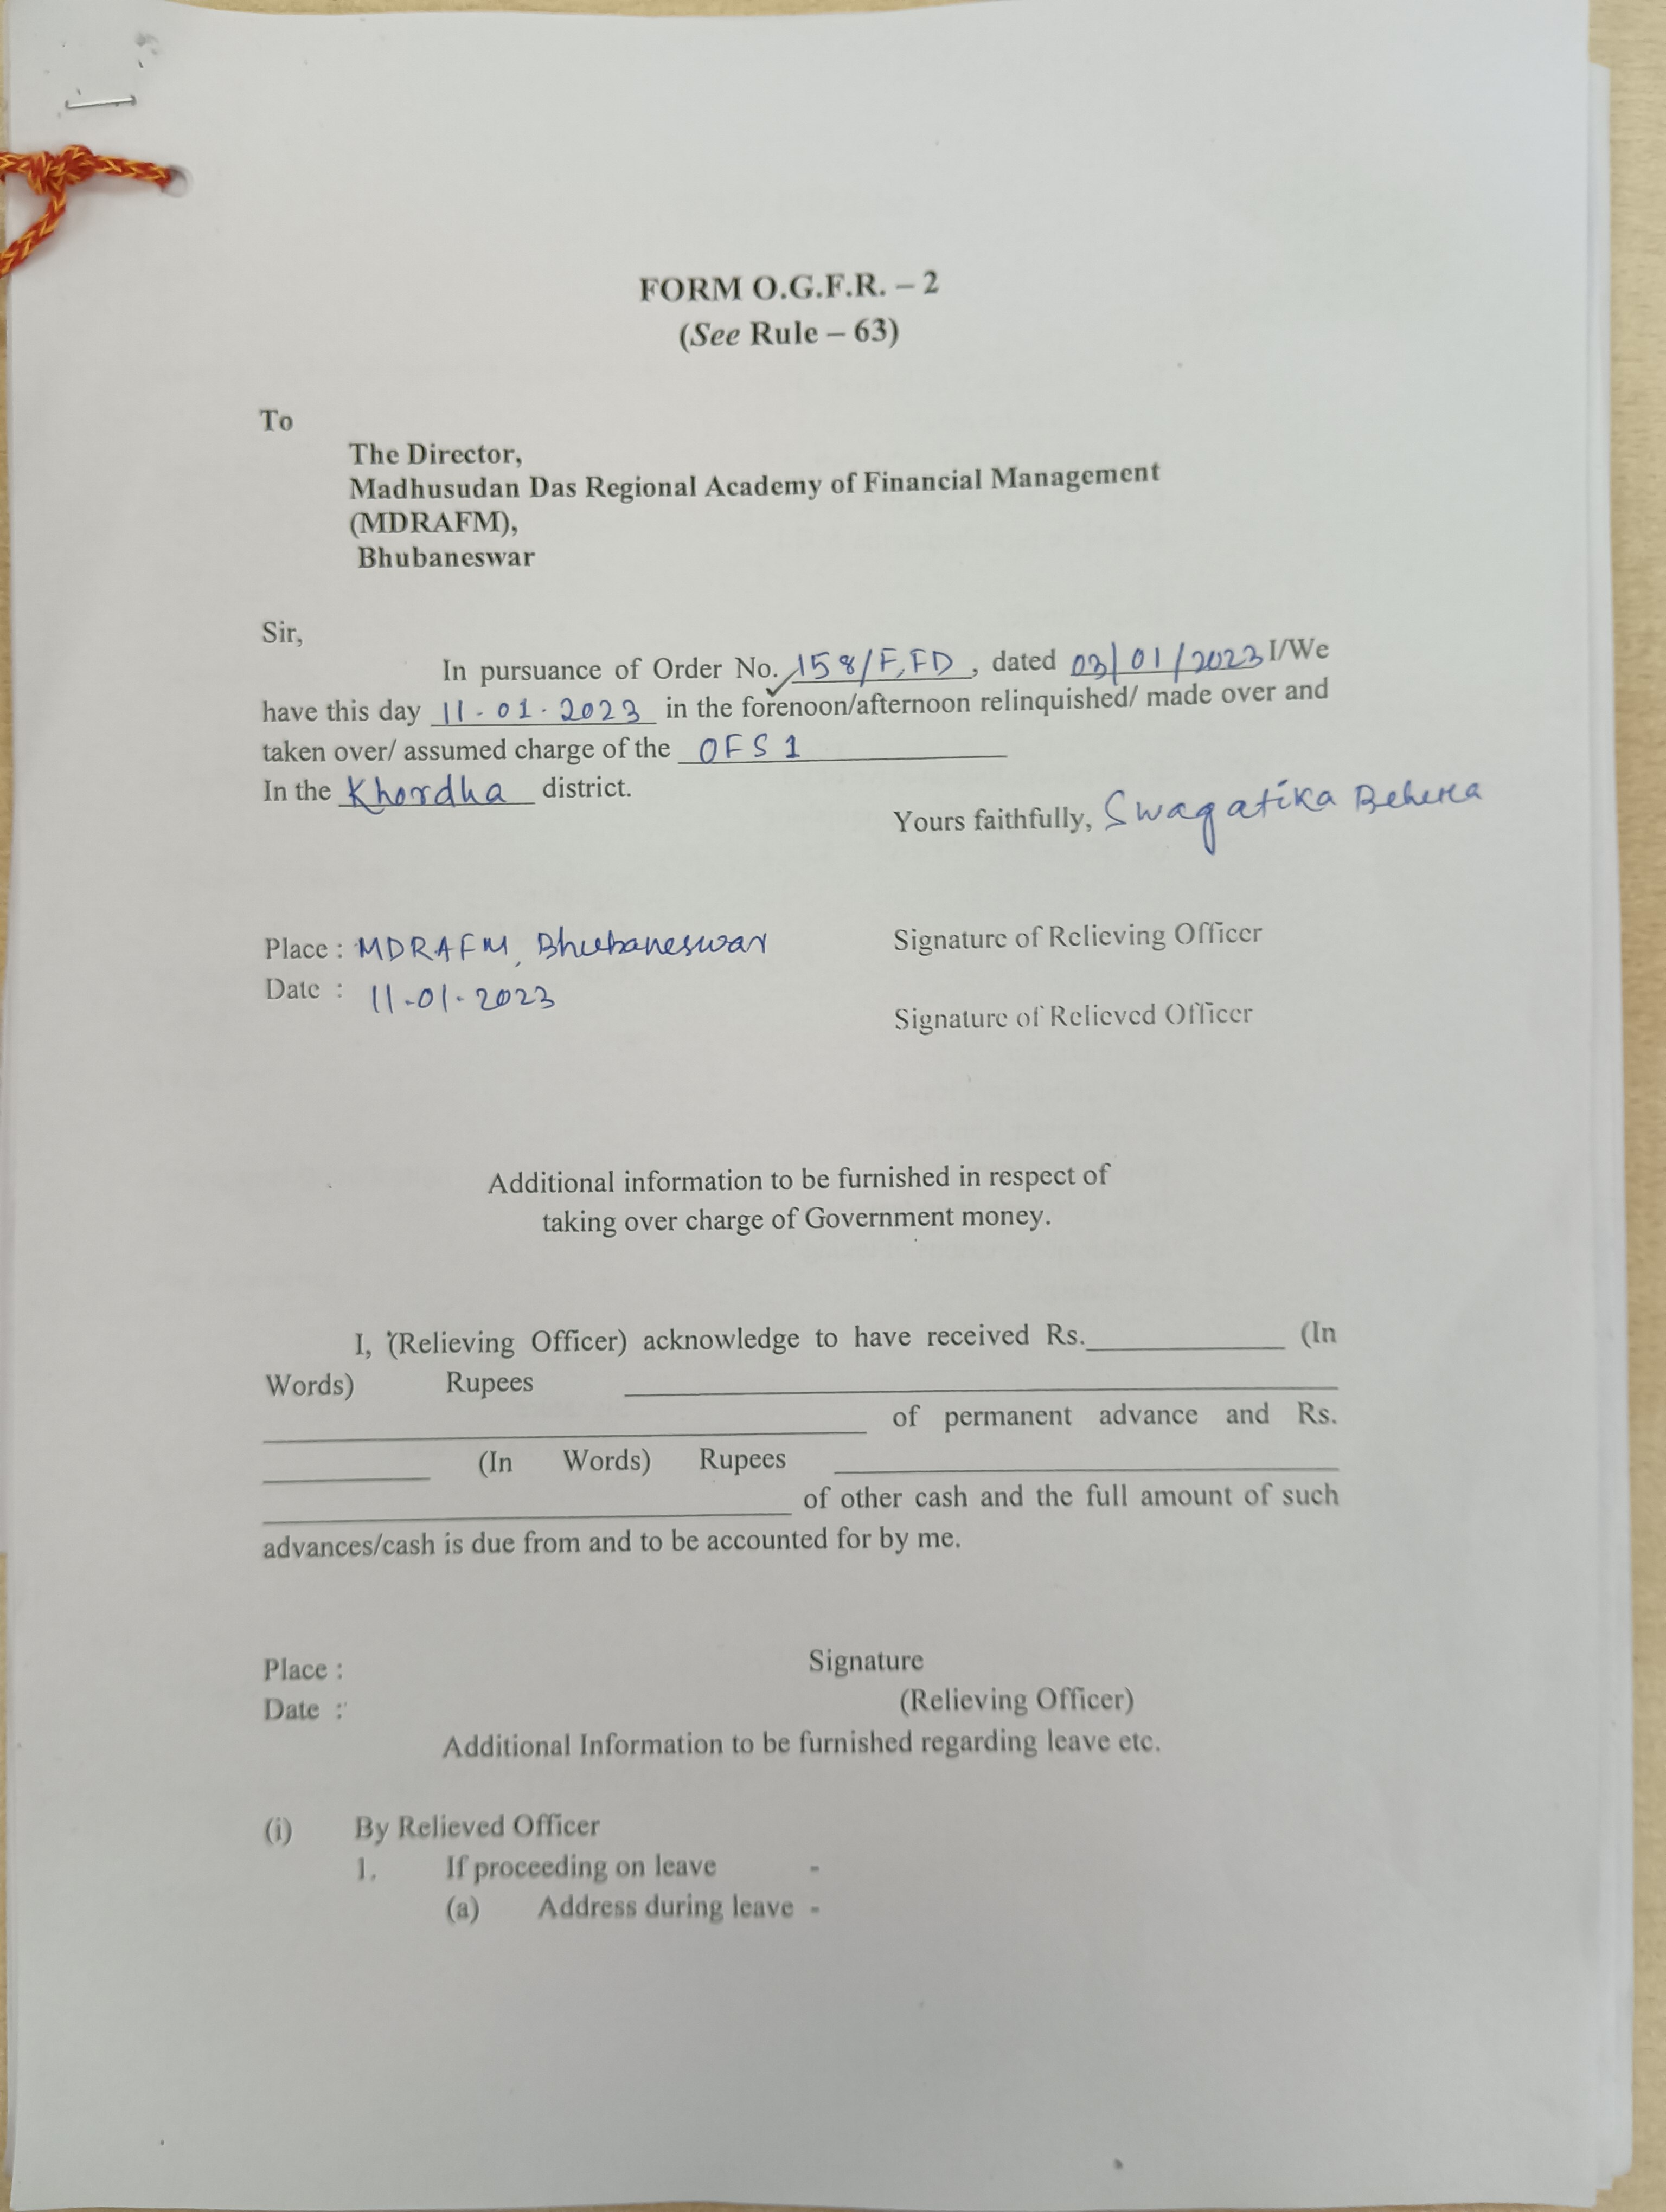 FORM O.G.F.R. – 2
(See Rule – 63)
To
The Director,
Madhusudan Das Regional Academy of Financial Management
(MDRAFM),
Bhubaneswar
Sir,
In pursuance of Order No. 158/F, FD, dated 03/01/2023 I/We
have this day 11-01-2023 in the forenoon/afternoon relinquished/ made over and
taken over/ assumed charge of the OFS 1
In the Khordha district.
Yours faithfully, Swagatika Behera
Place : MDRAFM, Bhubaneswar
Signature of Relieving Officer
Date : 11-01-2023
Signature of Relieved Officer
Additional information to be furnished in respect of
taking over charge of Government money.
I, (Relieving Officer) acknowledge to have received Rs.____________ (In
Words) Rupees ____________
____________ of permanent advance and Rs.
____________ (In Words) Rupees ____________
____________ of other cash and the full amount of such
advances/cash is due from and to be accounted for by me.
Place : Signature
Date : (Relieving Officer)
Additional Information to be furnished regarding leave etc.
(i) By Relieved Officer
1. If proceeding on leave -
(a) Address during leave -